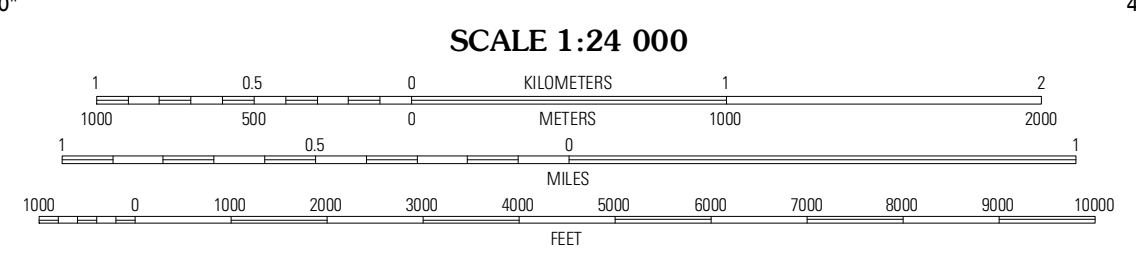 0"
4
SCALE 1:24 000
1 0.5 0 KILOMETERS 1 2
1000 500 0 METERS 1000 2000
1 0.5 0 1
MILES
1000 0 1000 2000 3000 4000 5000 6000 7000 8000 9000 10000
FEET